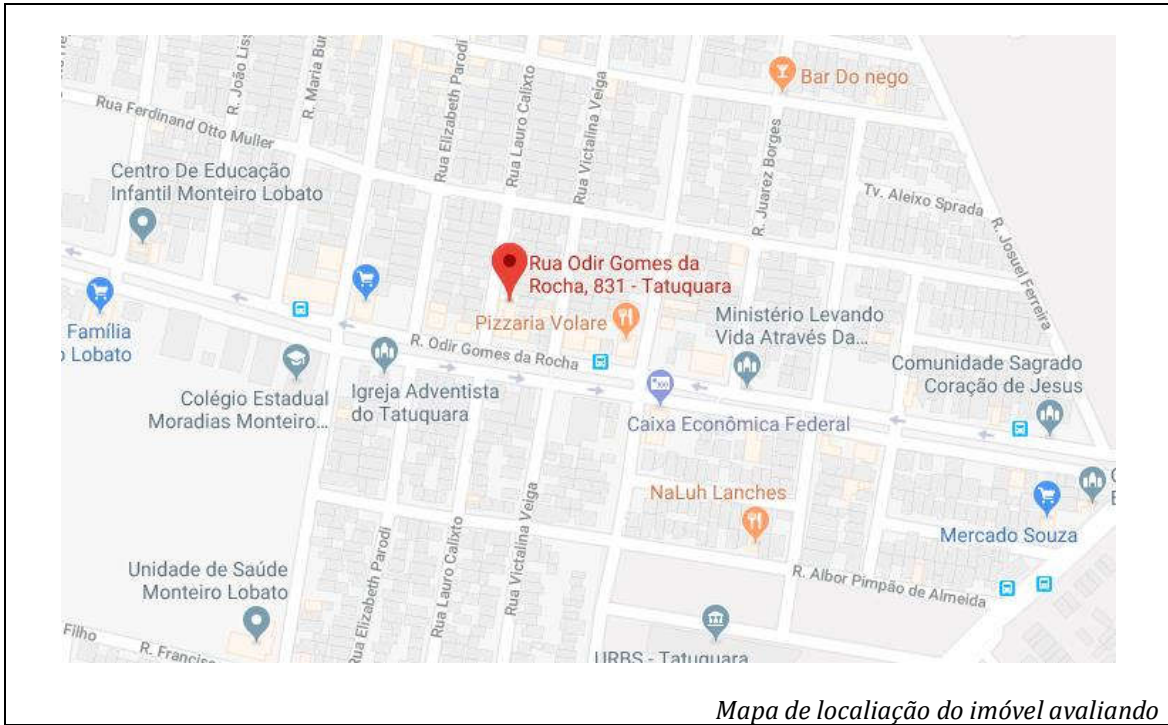 Bar Do nego
R. João Liss
R. Maria Bur
Rua Elizabeth Parodi
Rua Lauro Calixto
Rua Victalina Veiga
R. Juarez Borges
Rua Ferdinand Otto Muller
Centro De Educação
Infantil Monteiro Lobato
Tv. Aleixo Sprada
R. Josuel Ferreira
Rua Odir Gomes da
Rocha, 831 - Tatuquara
Pizzaria Volare
Ministério Levando
Vida Através Da...
Família
o Lobato
R. Odir Gomes da Rocha
Comunidade Sagrado
Coração de Jesus
Colégio Estadual
Moradias Monteiro...
Igreja Adventista
do Tatuquara
Caixa Econômica Federal
NaLuh Lanches
Mercado Souza
Rua Elizabeth Parodi
Rua Lauro Calixto
Rua Victalina Veiga
Unidade de Saúde
Monteiro Lobato
R. Albor Pimpão de Almeida
Filho
R. Francisc
URBS - Tatuquara
Mapa de localiação do imóvel avaliando